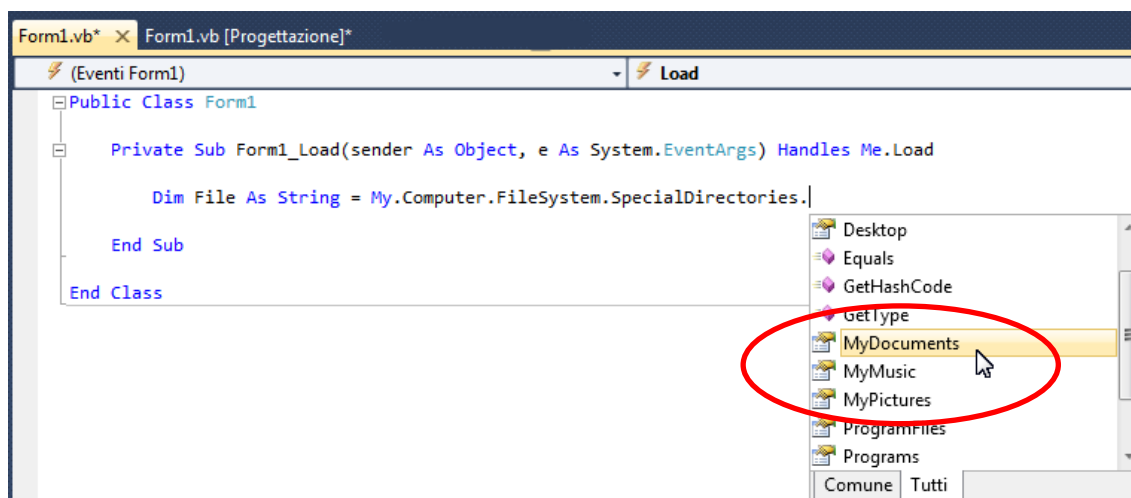 Form1.vb* Form1.vb [Progettazione]*
(Eventi Form1) Load
Public Class Form1
Private Sub Form1_Load(sender As Object, e As System.EventArgs) Handles Me.Load
Dim File As String = My.Computer.FileSystem.SpecialDirectories.
End Sub
End Class
Desktop
Equals
GetHashCode
GetType
MyDocuments
MyMusic
MyPictures
ProgramFiles
Programs
Comune Tutti